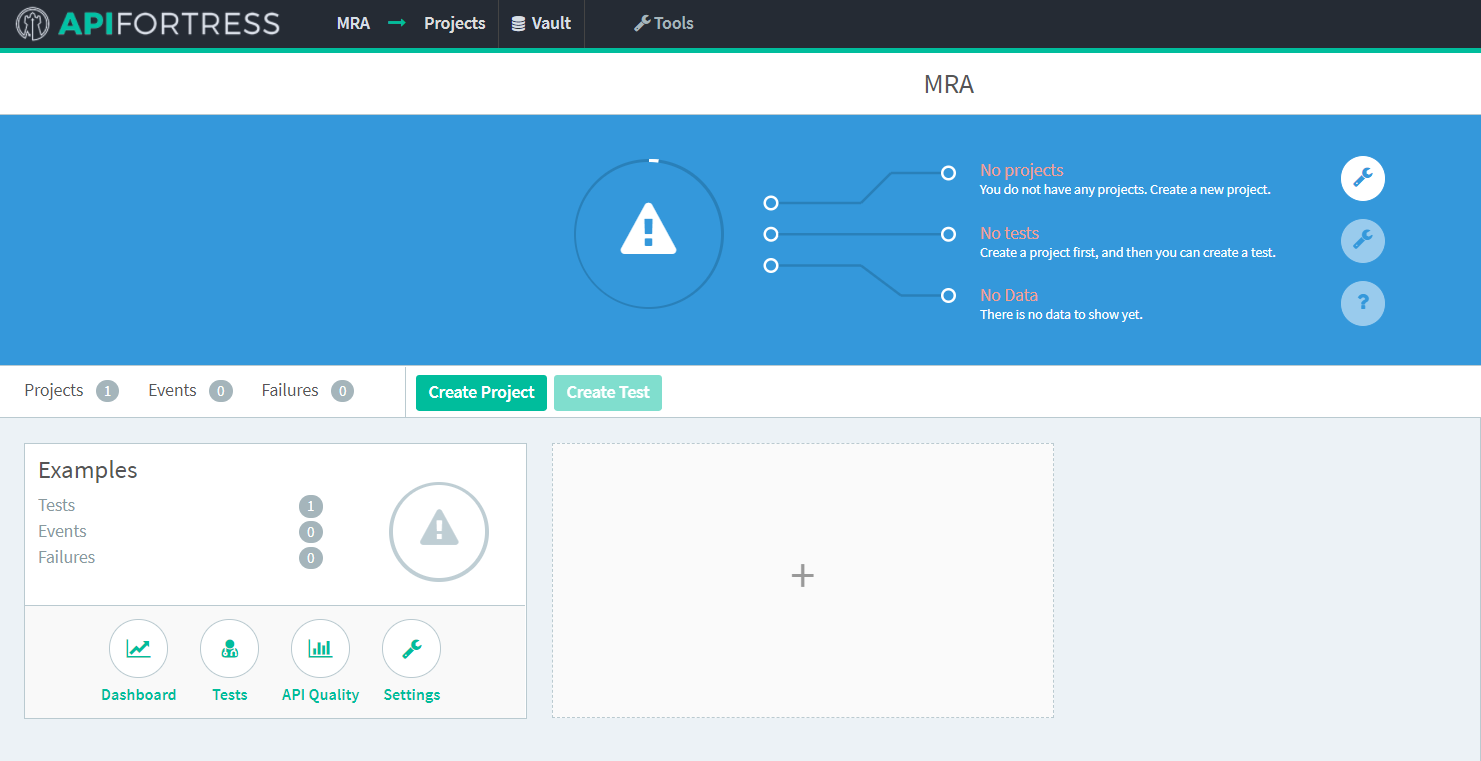 APIFORTRESS MRA Projects Vault Tools
MRA
No projects
You do not have any projects. Create a new project.
No tests
Create a project first, and then you can create a test.
No Data
There is no data to show yet.
?
Projects 1 Events 0 Failures 0 Create Project Create Test
Examples
Tests 1
Events 0
Failures 0
+
Dashboard Tests API Quality Settings